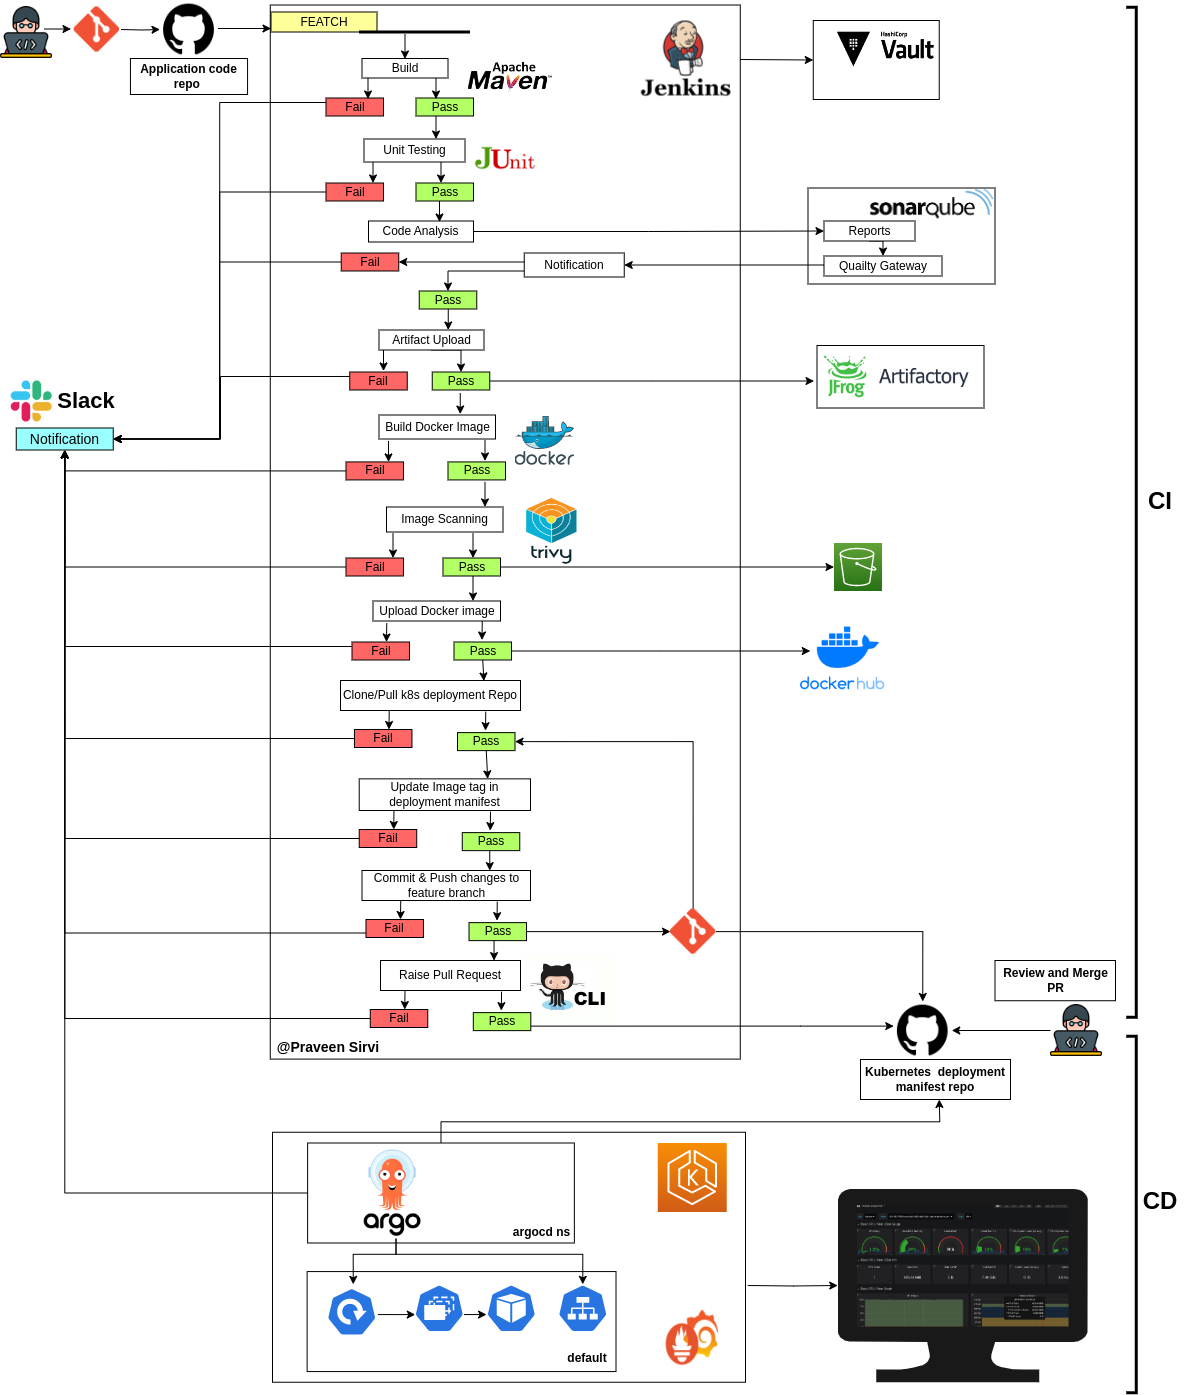 FEATCH
Application code
repo
Build
Apache
Maven™
Jenkins
HashiCorp
Vault
Fail
Pass
Unit Testing
JUnit
Fail
Pass
Code Analysis
sonarqube
Reports
Quailty Gateway
Fail
Notification
Pass
Artifact Upload
Fail
Pass
JFrog
Artifactory
Slack
Notification
Build Docker Image
docker
Fail
Pass
CI
Image Scanning
trivy
Fail
Pass
Upload Docker image
Fail
Pass
dockerhub
Clone/Pull k8s deployment Repo
Fail
Pass
Update Image tag in
deployment manifest
Fail
Pass
Commit & Push changes to
feature branch
Fail
Pass
Raise Pull Request
CLI
Review and Merge
PR
Fail
Pass
@Praveen Sirvi
Kubernetes deployment
manifest repo
argo
argocd ns
K
CD
default